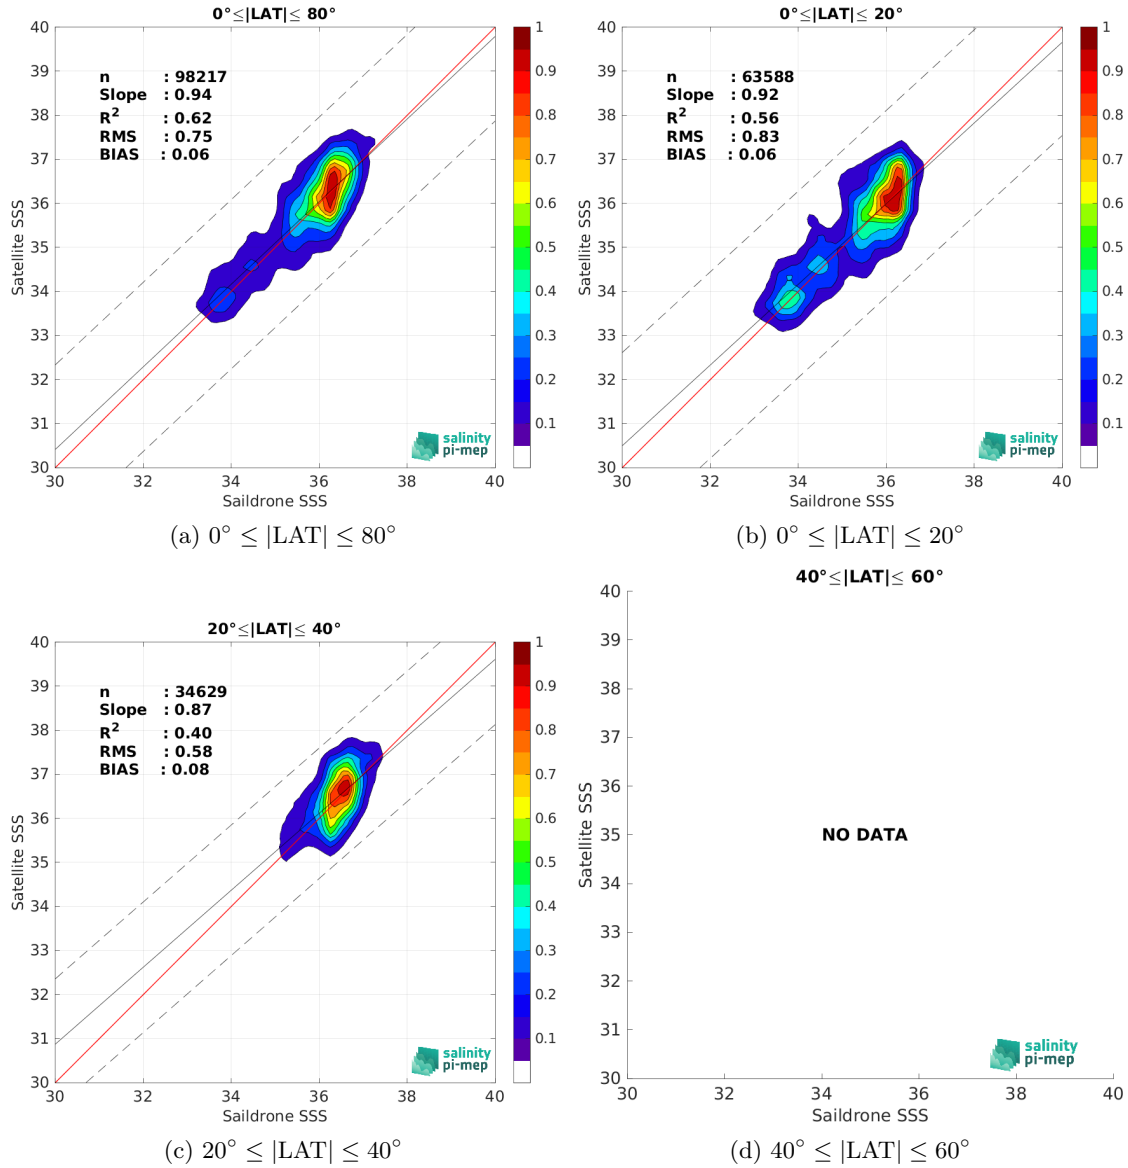 0°≤|LAT|≤ 80°
40
39
38
37
36
35
34
33
32
31
30
30 32 34 36 38 40
Satellite SSS
Saildrone SSS
n : 98217
Slope : 0.94
R² : 0.62
RMS : 0.75
BIAS : 0.06
1
0.9
0.8
0.7
0.6
0.5
0.4
0.3
0.2
0.1
salinity
pi-mep
(a) 0° ≤ |LAT| ≤ 80°
0°≤|LAT|≤ 20°
40
39
38
37
36
35
34
33
32
31
30
30 32 34 36 38 40
Satellite SSS
Saildrone SSS
n : 63588
Slope : 0.92
R² : 0.56
RMS : 0.83
BIAS : 0.06
1
0.9
0.8
0.7
0.6
0.5
0.4
0.3
0.2
0.1
salinity
pi-mep
(b) 0° ≤ |LAT| ≤ 20°
20°≤|LAT|≤ 40°
40
39
38
37
36
35
34
33
32
31
30
30 32 34 36 38 40
Satellite SSS
Saildrone SSS
n : 34629
Slope : 0.87
R² : 0.40
RMS : 0.58
BIAS : 0.08
1
0.9
0.8
0.7
0.6
0.5
0.4
0.3
0.2
0.1
salinity
pi-mep
(c) 20° ≤ |LAT| ≤ 40°
40°≤|LAT|≤ 60°
40
39
38
37
36
35
34
33
32
31
30
30 32 34 36 38 40
Satellite SSS
Saildrone SSS
NO DATA
salinity
pi-mep
(d) 40° ≤ |LAT| ≤ 60°